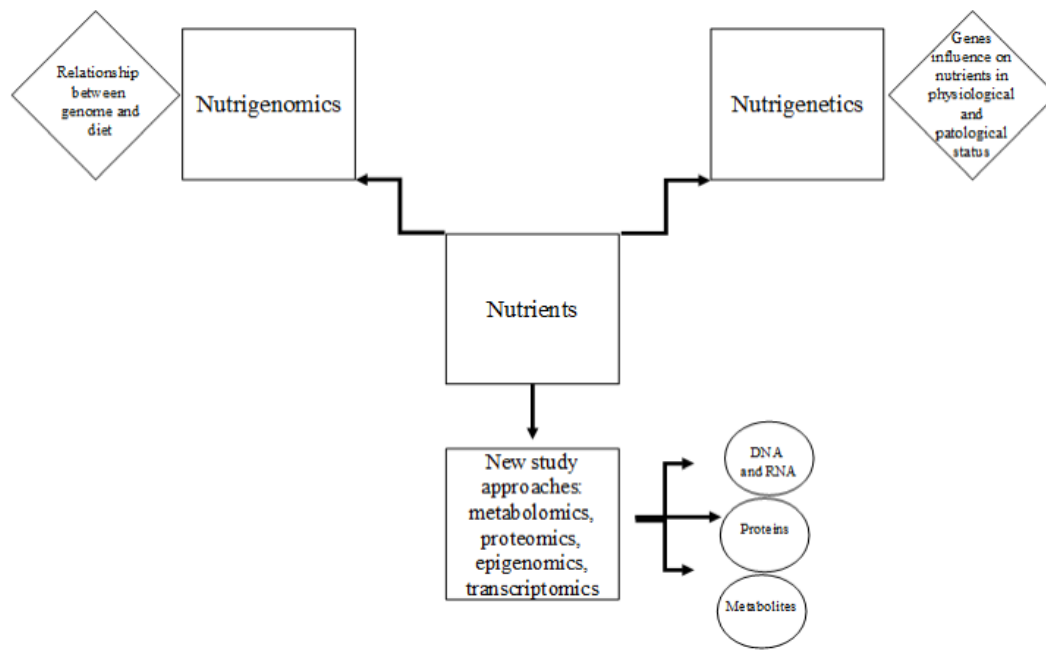 Relationship
between
genome and
diet
Nutrigenomics
Nutrigenetics
Genes
influence on
nutrients in
physiological
and
patological
status
Nutrients
New study
approaches:
metabolomics,
proteomics,
epigenomics,
transcriptomics
DNA
and RNA
Proteins
Metabolites